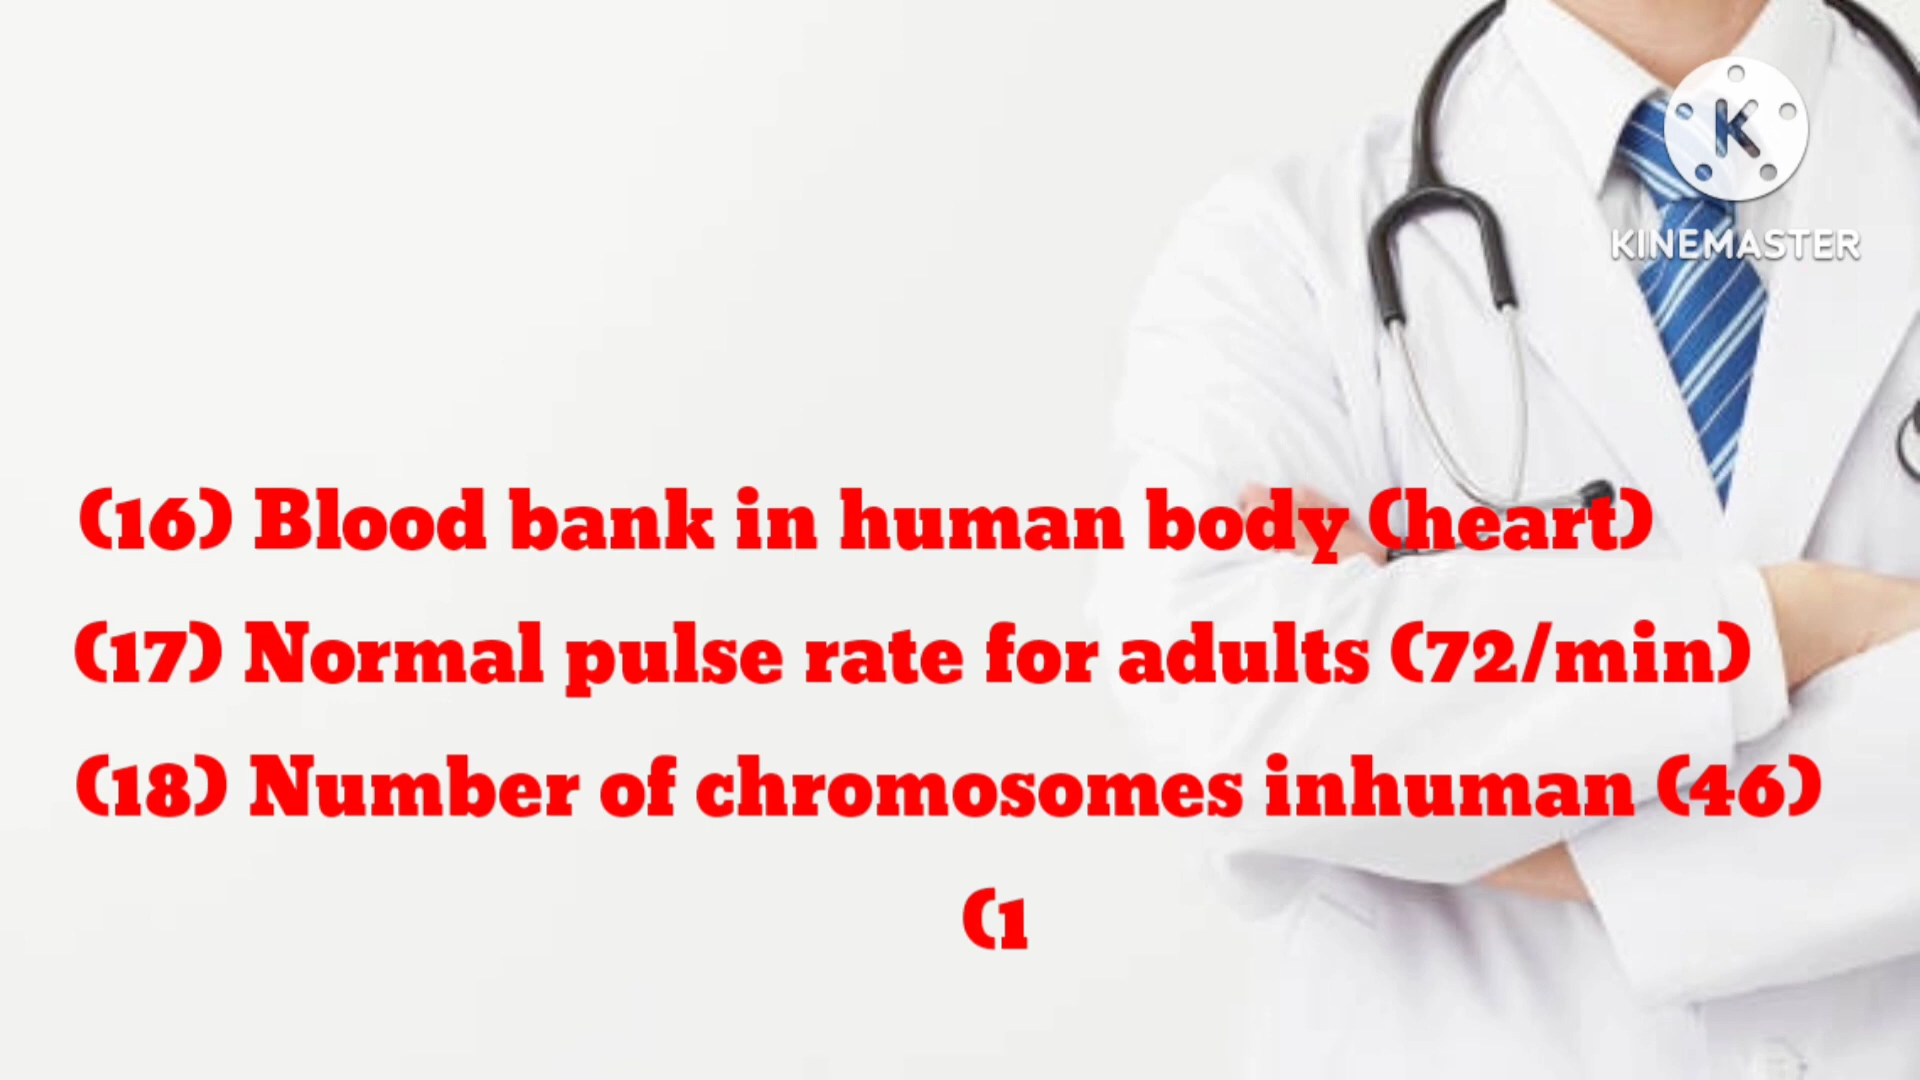 K
KINEMASTER
(16) Blood bank in human body (heart)
(17) Normal pulse rate for adults (72/min)
(18) Number of chromosomes inhuman (46)
(1